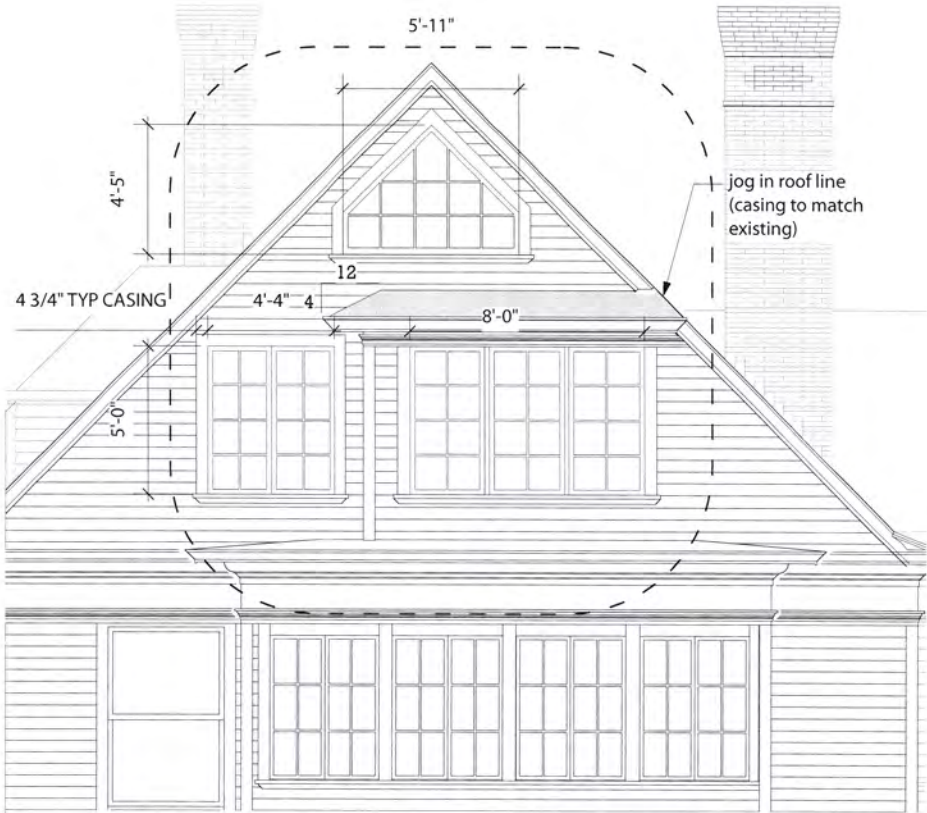 5'-11"
4'-5"
jog in roof line
(casing to match
existing)
12
4 3/4" TYP CASING
4'-4"
4
8'-0"
5'-0"